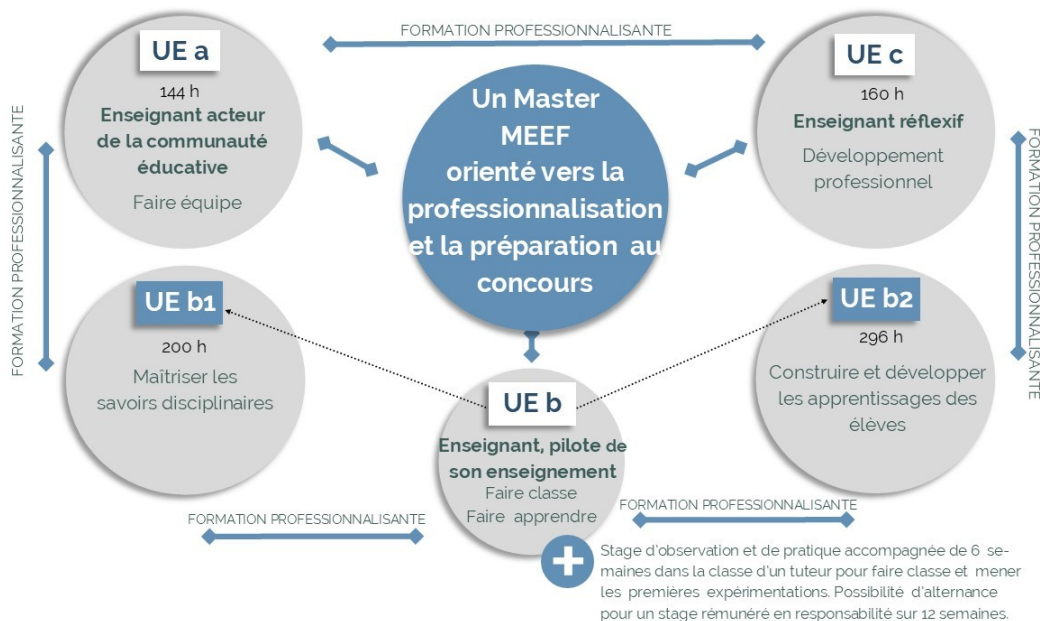 FORMATION PROFESSIONNALISANTE
UE a
144 h
Enseignant acteur
de la communauté
éducative
Faire équipe
Un Master
MEEF
orienté vers la
professionnalisation
et la préparation au
concours
UE c
160 h
Enseignant réflexif
Développement
professionnel
FORMATION PROFESSIONNALISANTE
FORMATION PROFESSIONNALISANTE
UE b1
200 h
Maîtriser les
savoirs disciplinaires
UE b2
296 h
Construire et développer
les apprentissages des
élèves
UE b
Enseignant, pilote de
son enseignement
Faire classe
Faire apprendre
FORMATION PROFESSIONNALISANTE
FORMATION PROFESSIONNALISANTE
Stage d'observation et de pratique accompagnée de 6 se-
maines dans la classe d'un tuteur pour faire classe et mener
les premières expérimentations. Possibilité d'alternance
pour un stage rémunéré en responsabilité sur 12 semaines.